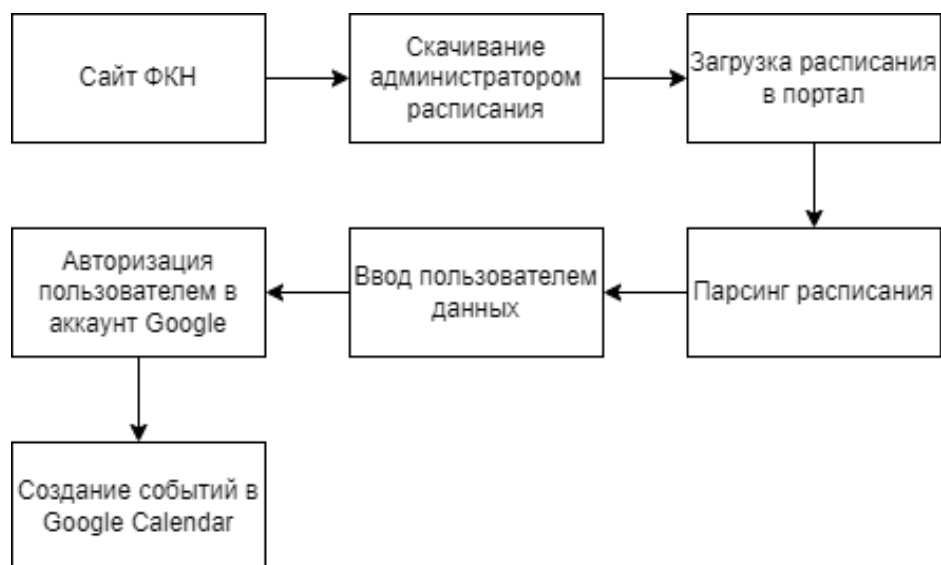 Сайт ФКН
Скачивание
администратором
расписания
Загрузка расписания
в портал
Парсинг расписания
Ввод пользователем
данных
Авторизация
пользователем в
аккаунт Google
Создание событий в
Google Calendar